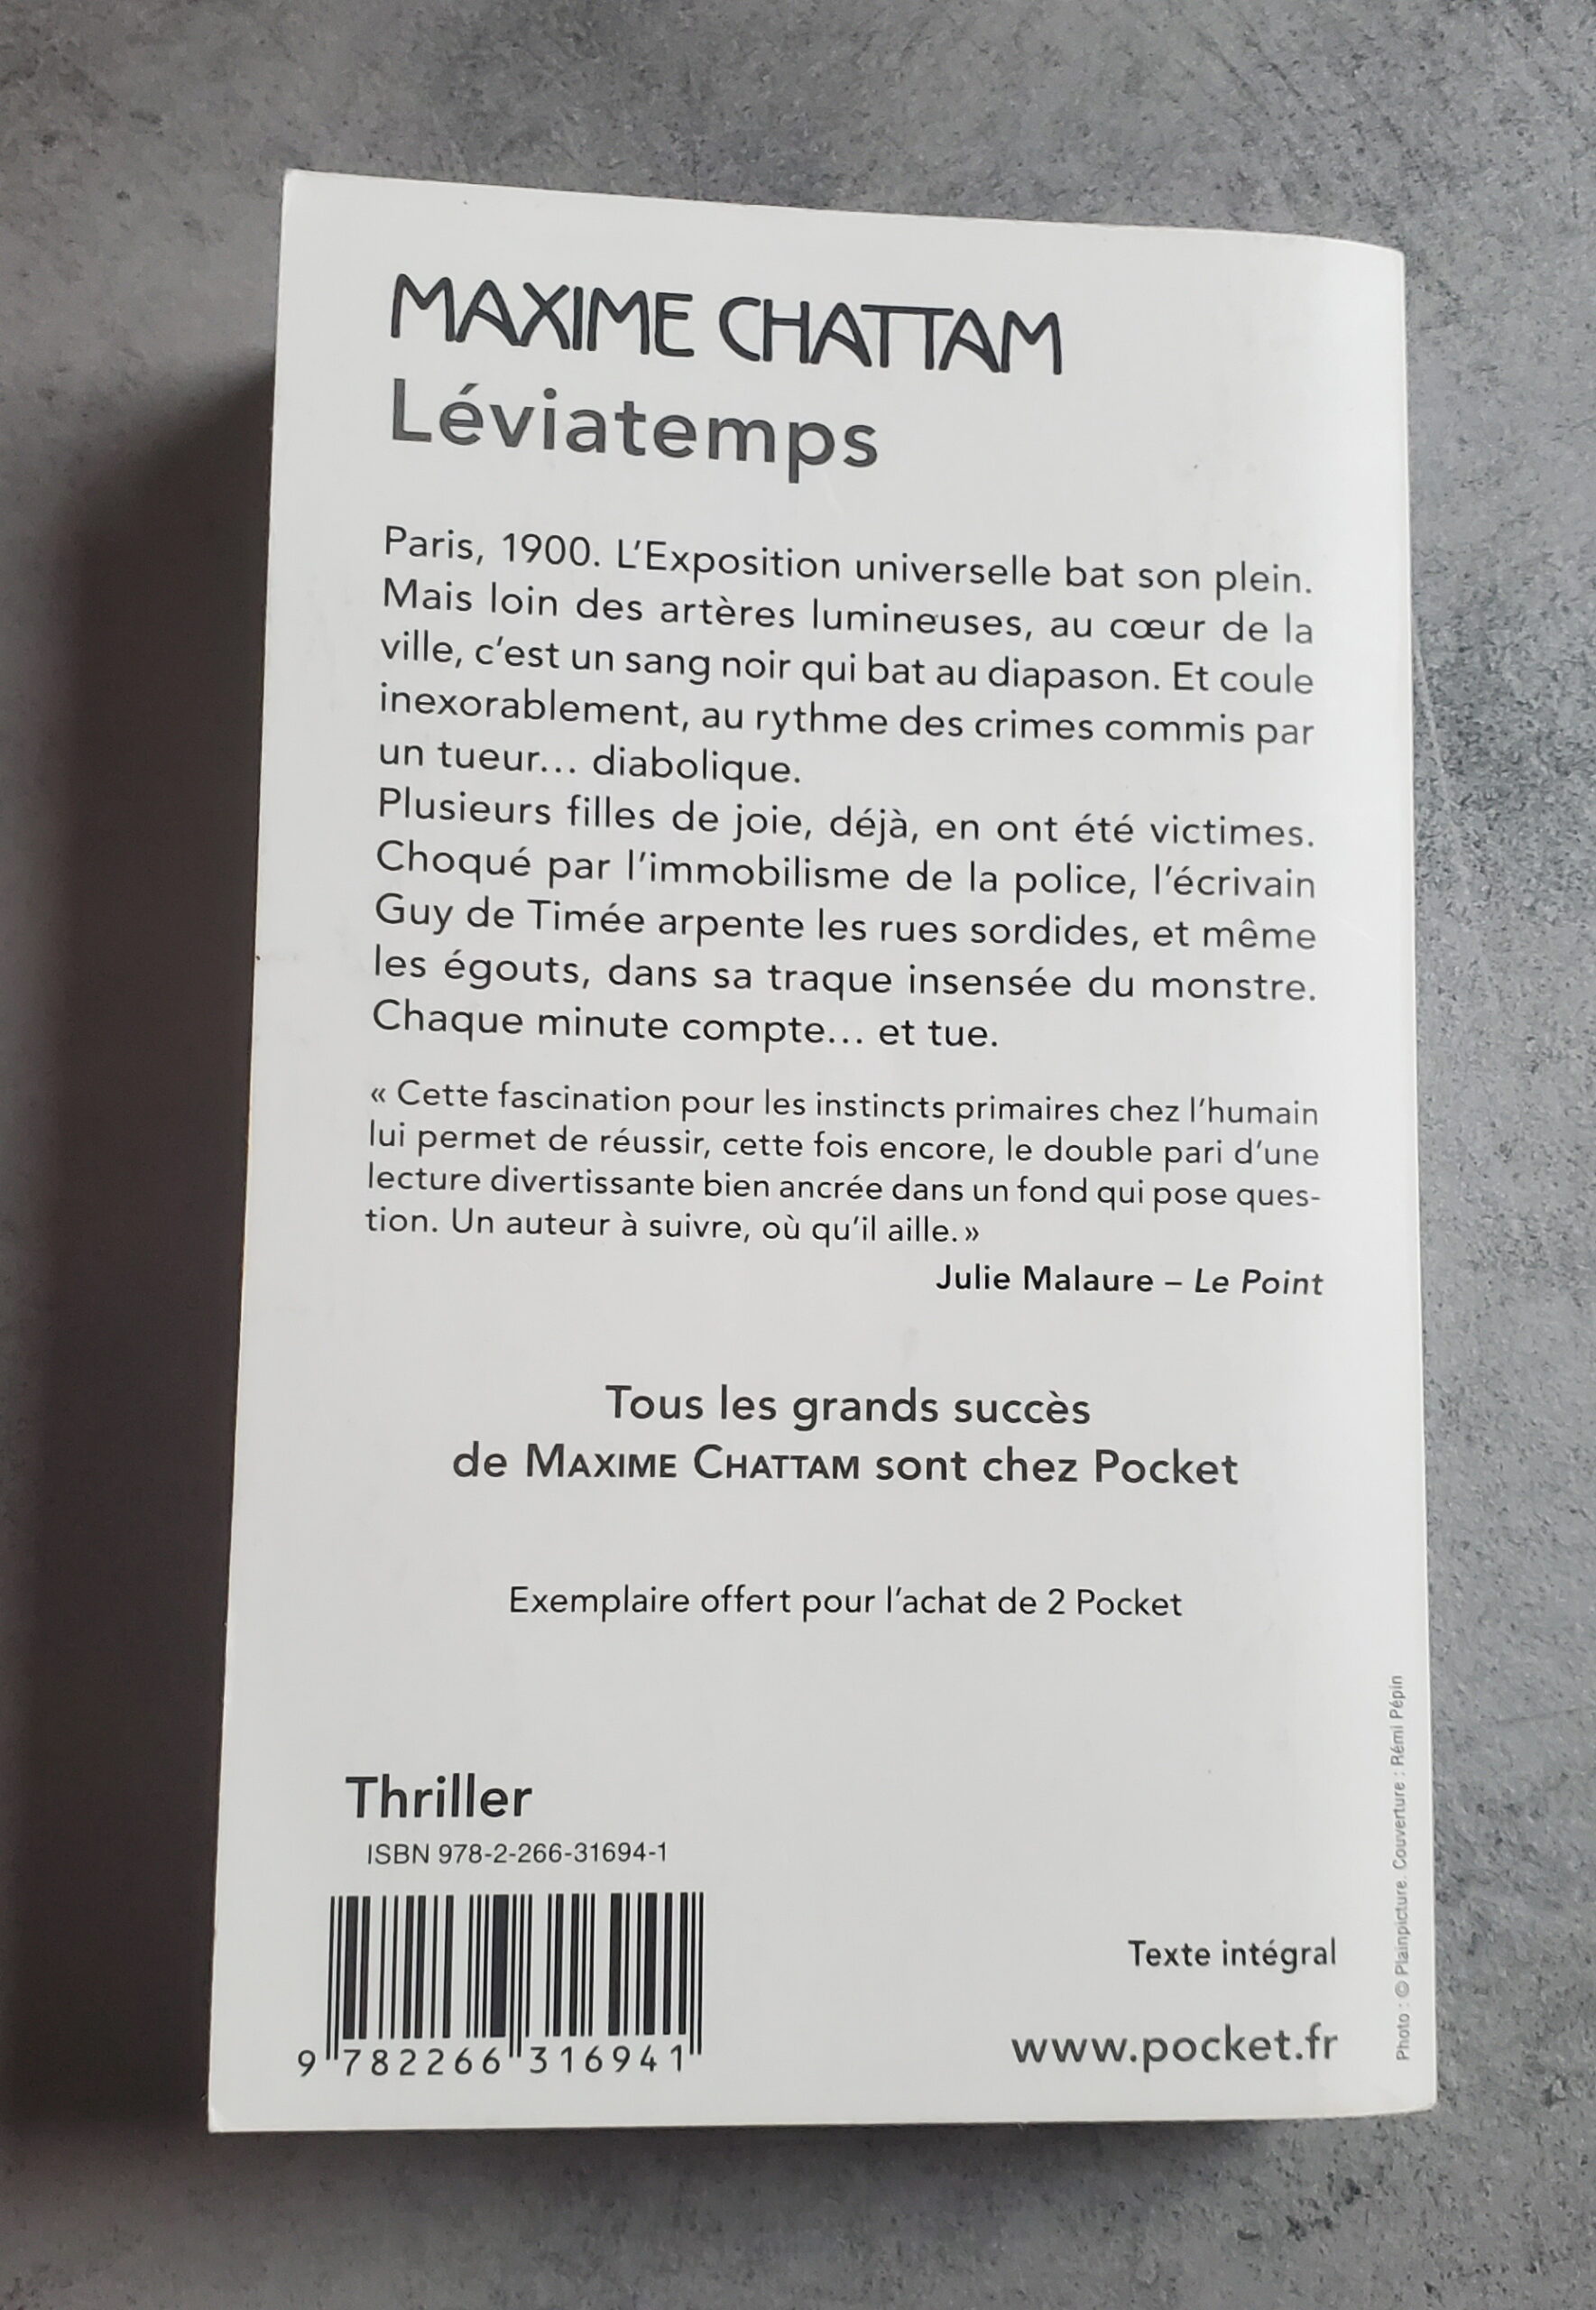 MAXIME CHATTAM
Léviatemps
Paris, 1900. L’Exposition universelle bat son plein.
Mais loin des artères lumineuses, au cœur de la
ville, c’est un sang noir qui bat au diapason. Et coule
inexorablement, au rythme des crimes commis par
un tueur… diabolique.
Plusieurs filles de joie, déjà, en ont été victimes.
Choqué par l’immobilisme de la police, l’écrivain
Guy de Timée arpente les rues sordides, et même
les égouts, dans sa traque insensée du monstre.
Chaque minute compte… et tue.
« Cette fascination pour les instincts primaires chez l’humain
lui permet de réussir, cette fois encore, le double pari d’une
lecture divertissante bien ancrée dans un fond qui pose ques-
tion. Un auteur à suivre, où qu’il aille. »
Julie Malaure – Le Point
Tous les grands succès
de MAXIME CHATTAM sont chez Pocket
Exemplaire offert pour l’achat de 2 Pocket
Thriller
ISBN 978-2-266-31694-1
9 782266 316941
Texte intégral
www.pocket.fr
Photo : © Plainpicture. Couverture : Rémi Pépin